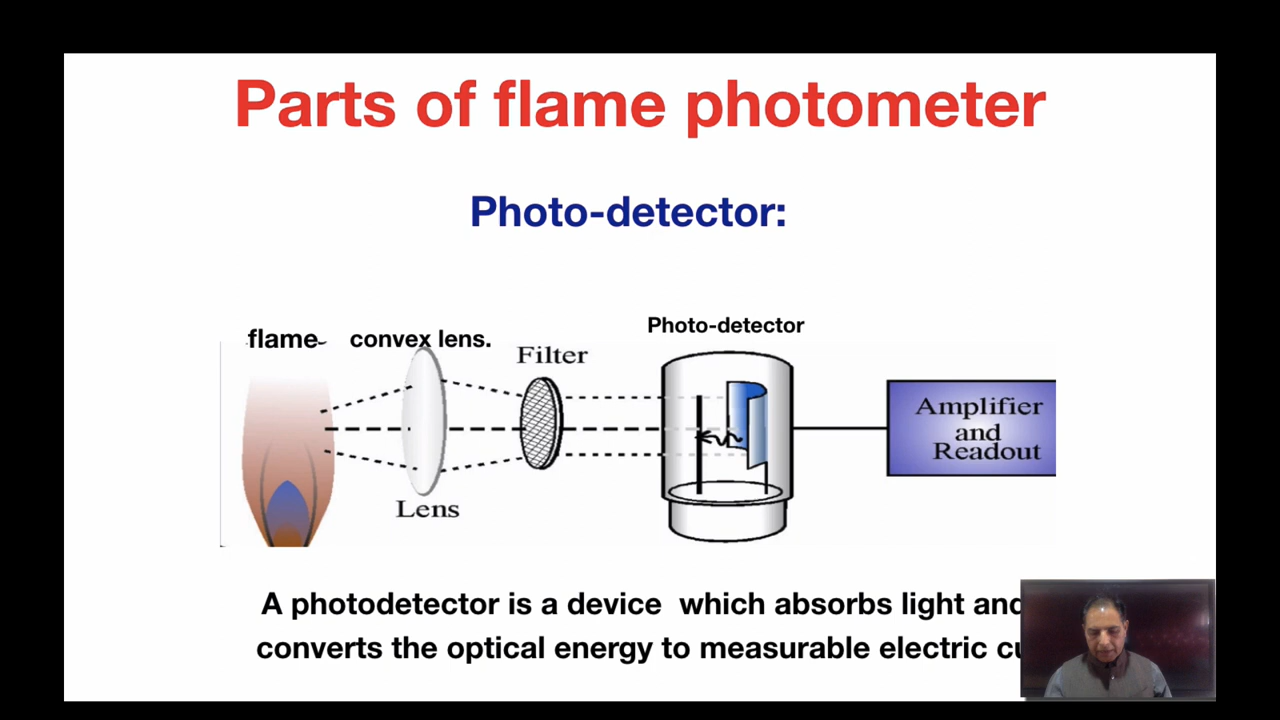 Parts of flame photometer
Photo-detector:
flame
convex lens.
Filter
Photo-detector
Amplifier
and
Readout
Lens
A photodetector is a device which absorbs light and
converts the optical energy to measurable electric